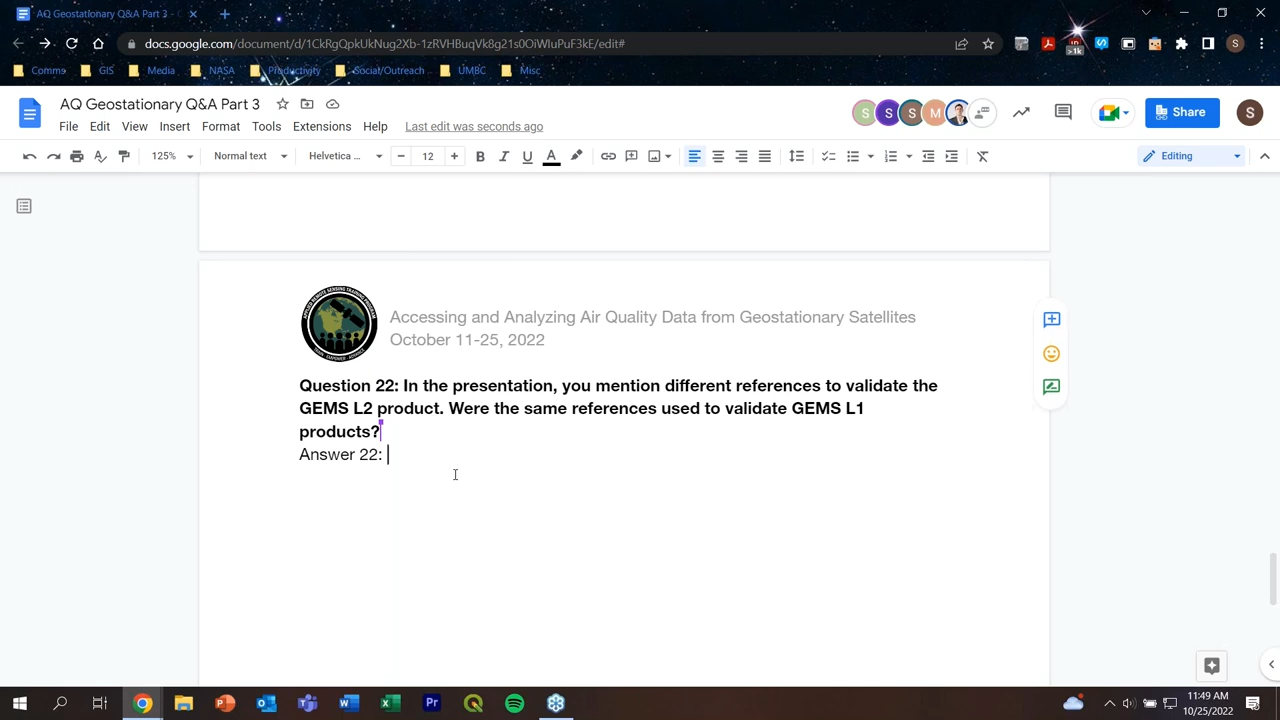 AQ Geostationary Q&A Part 3 -
docs.google.com/document/d/1CkRgQpkUkNug2Xb-1zRVHBuqVk8g21s0OiWIuPuF3kE/edit#
>1k
S
Comms GIS Media NASA Productivity Social/Outreach UMBC Misc
AQ Geostationary Q&A Part 3
S S S M
Share
S
File Edit View Insert Format Tools Extensions Help Last edit was seconds ago
125% Normal text Helvetica ... 12 B I U A Editing
Accessing and Analyzing Air Quality Data from Geostationary Satellites
October 11-25, 2022
Question 22: In the presentation, you mention different references to validate the
GEMS L2 product. Were the same references used to validate GEMS L1
products?
Answer 22:
11:49 AM
10/25/2022